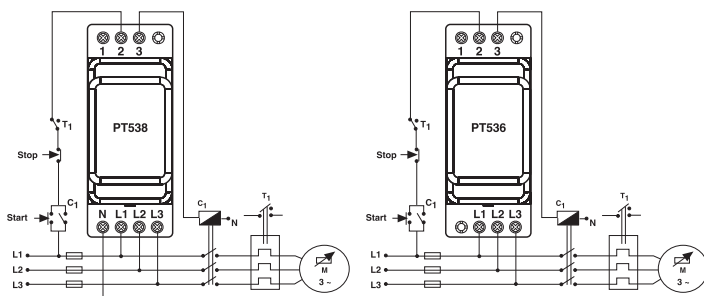 1 2 3
PT538
T1
Stop
Start
C1
N L1 L2 L3
C1
N
T1
L1
L2
L3
M
3 ~
1 2 3
PT536
T1
Stop
Start
C1
L1 L2 L3
C1
N
T1
L1
L2
L3
M
3 ~